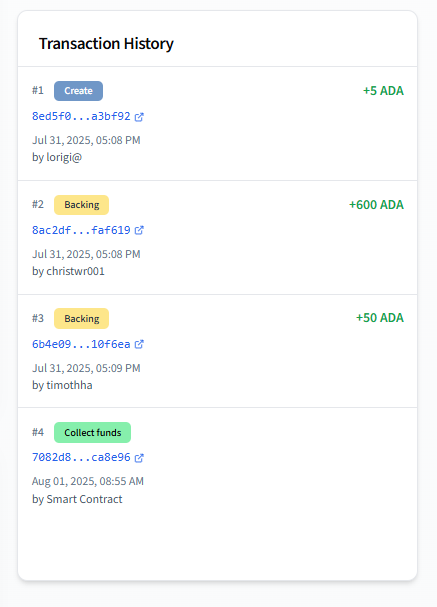 Transaction History
#1 Create +5 ADA
8ed5f0...a3bf92
Jul 31, 2025, 05:08 PM
by lorigi@
#2 Backing +600 ADA
8ac2df...faf619
Jul 31, 2025, 05:08 PM
by christwr001
#3 Backing +50 ADA
6b4e09...10f6ea
Jul 31, 2025, 05:09 PM
by timothha
#4 Collect funds
7082d8...ca8e96
Aug 01, 2025, 08:55 AM
by Smart Contract